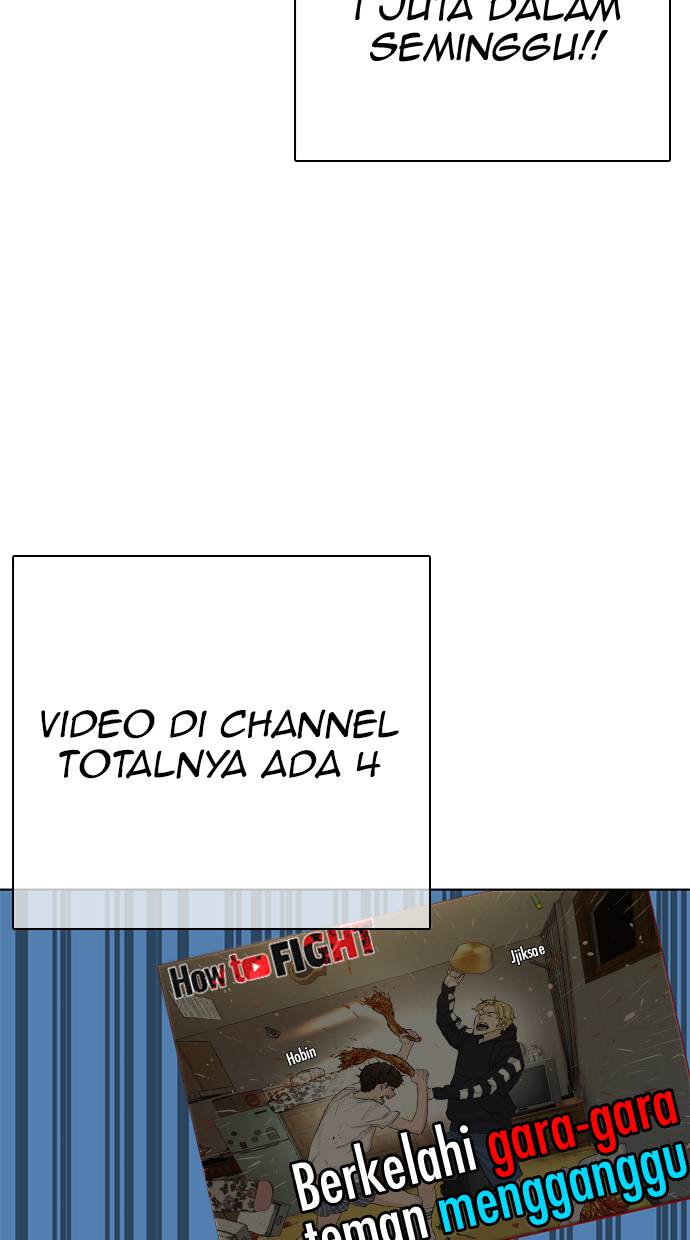 1 JUTA DALAM
SEMINGGU!!
VIDEO DI CHANNEL
TOTALNYA ADA 4
How to FIGHT
Jjiksae
Hobin
Berkelahi gara-gara
teman mengganggu